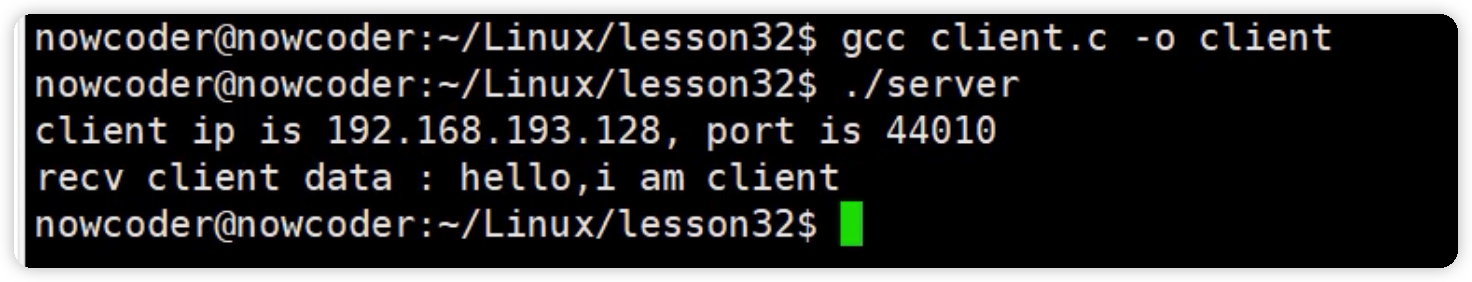 nowcoder@nowcoder:~/Linux/lesson32$ gcc client.c -o client
nowcoder@nowcoder:~/Linux/lesson32$ ./server
client ip is 192.168.193.128, port is 44010
recv client data : hello,i am client
nowcoder@nowcoder:~/Linux/lesson32$